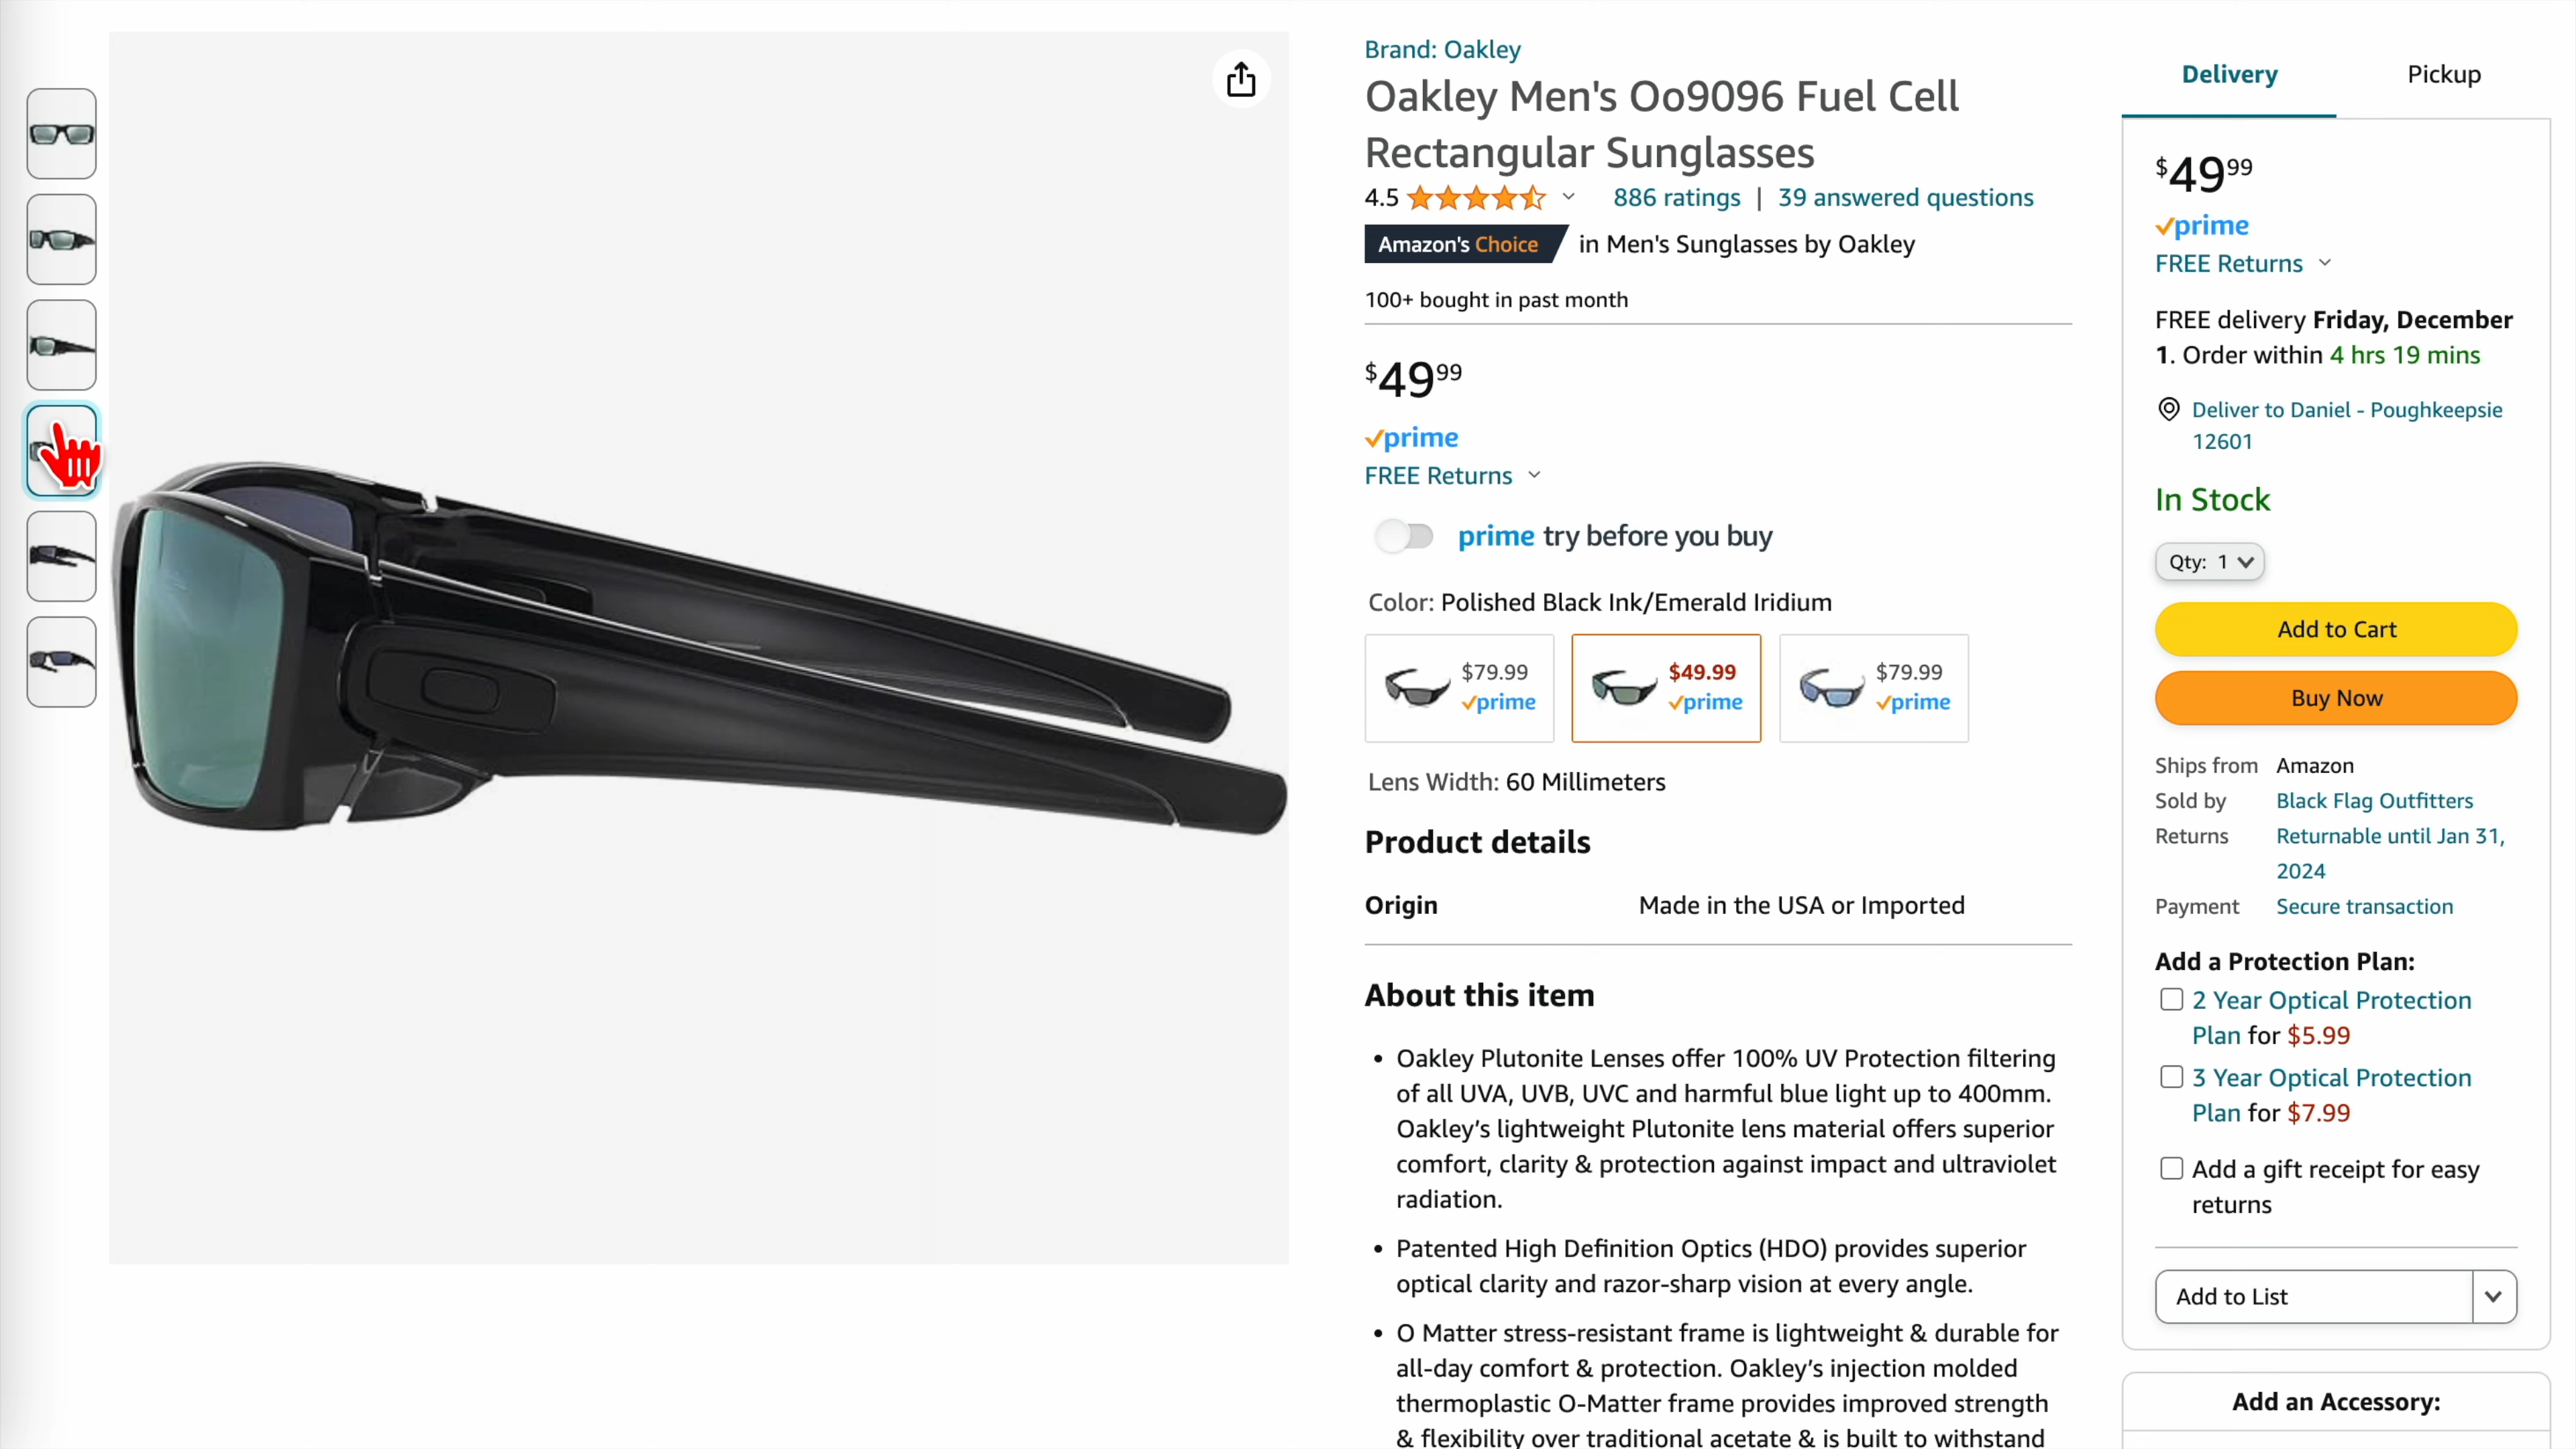 Brand: Oakley
Oakley Men's Oo9096 Fuel Cell
Rectangular Sunglasses
4.5
886 ratings | 39 answered questions
Amazon's Choice in Men's Sunglasses by Oakley
100+ bought in past month
$49 99
prime
FREE Returns
prime try before you buy
Color: Polished Black Ink/Emerald Iridium
$79.99
prime
$49.99
prime
$79.99
prime
Lens Width: 60 Millimeters
Product details
Origin Made in the USA or Imported
About this item
• Oakley Plutonite Lenses offer 100% UV Protection filtering
of all UVA, UVB, UVC and harmful blue light up to 400mm.
Oakley's lightweight Plutonite lens material offers superior
comfort, clarity & protection against impact and ultraviolet
radiation.
• Patented High Definition Optics (HDO) provides superior
optical clarity and razor-sharp vision at every angle.
• O Matter stress-resistant frame is lightweight & durable for
all-day comfort & protection. Oakley's injection molded
thermoplastic O-Matter frame provides improved strength
& flexibility over traditional acetate & is built to withstand
Delivery
Pickup
$49 99
prime
FREE Returns
FREE delivery Friday, December
1. Order within 4 hrs 19 mins
Deliver to Daniel - Poughkeepsie
12601
In Stock
Qty: 1
Add to Cart
Buy Now
Ships from Amazon
Sold by Black Flag Outfitters
Returns Returnable until Jan 31,
2024
Payment Secure transaction
Add a Protection Plan:
2 Year Optical Protection
Plan for $5.99
3 Year Optical Protection
Plan for $7.99
Add a gift receipt for easy
returns
Add to List
Add an Accessory: